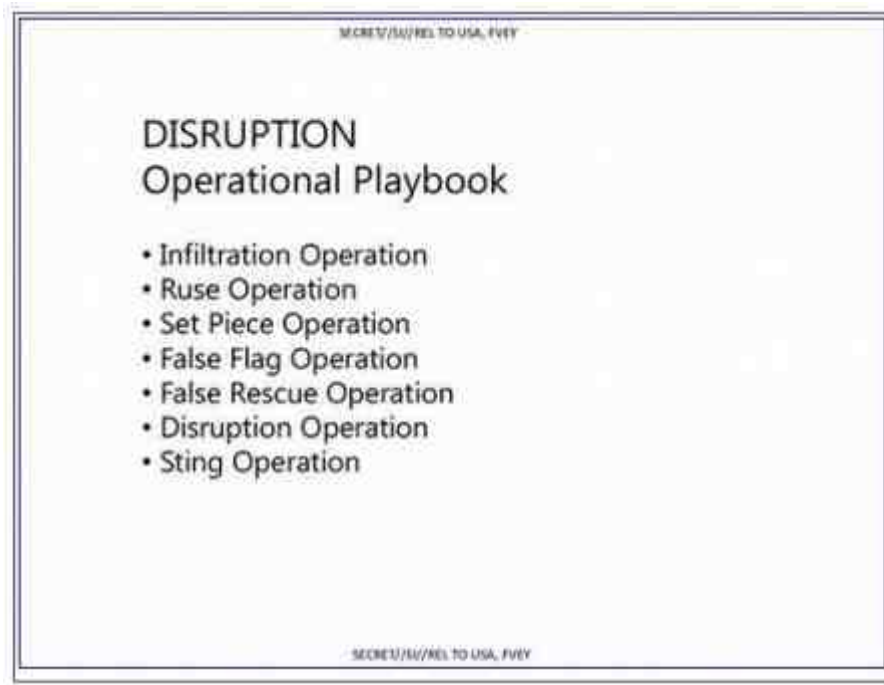 SECRET//SI//REL TO USA, FVEY
DISRUPTION
Operational Playbook
• Infiltration Operation
• Ruse Operation
• Set Piece Operation
• False Flag Operation
• False Rescue Operation
• Disruption Operation
• Sting Operation
SECRET//SI//REL TO USA, FVEY